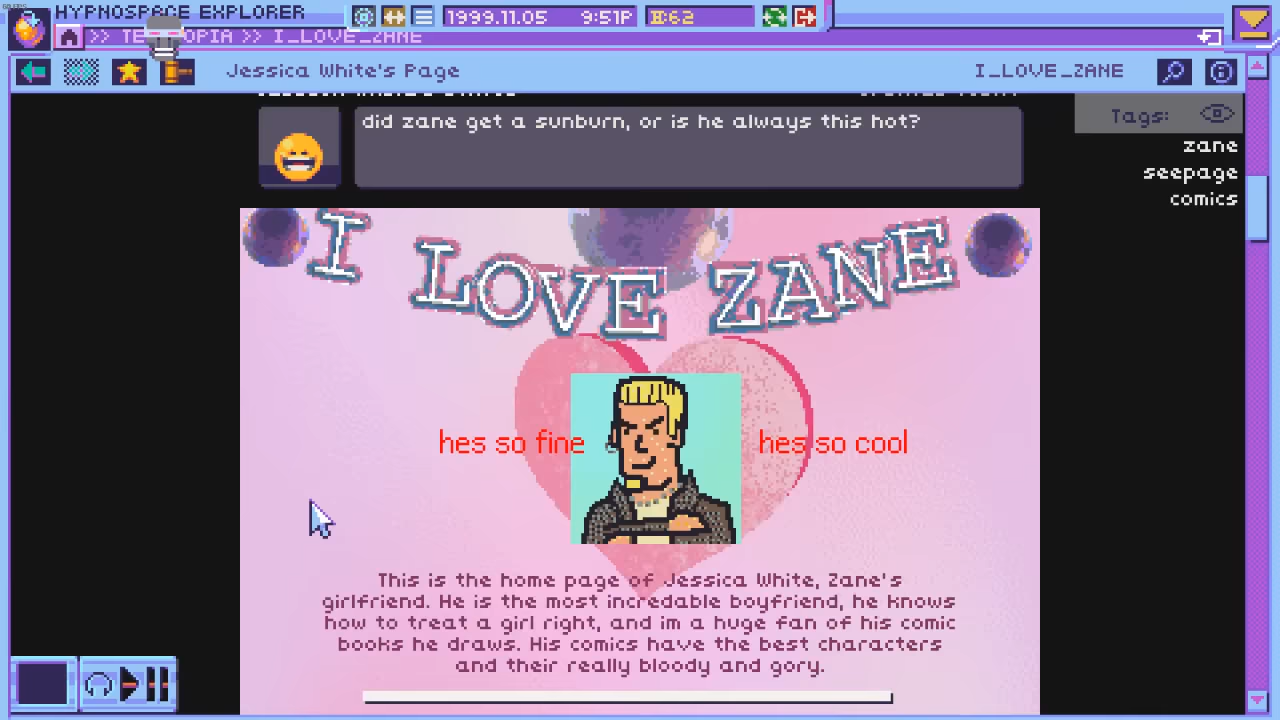 HYPNOSPACE EXPLORER
1999.11.05 9:51P
62
I_LOVE_ZANE
Jessica White's Page
I_LOVE_ZANE
did zane get a sunburn, or is he always this hot?
Tags:
zane
seepage
comics
I LOVE ZANE
hes so fine
hes so cool
This is the home page of Jessica White, Zane's
girlfriend. He is the most incredable boyfriend, he knows
how to treat a girl right, and im a huge fan of his comic
books he draws. His comics have the best characters
and their really bloody and gory.